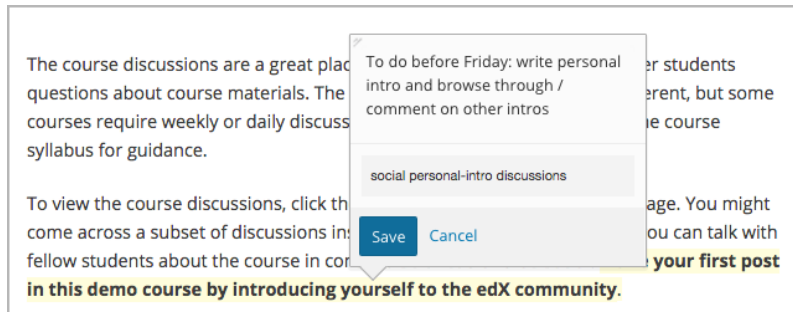 The course discussions are a great plac
er students
questions about course materials. The
erent, but some
courses require weekly or daily discuss
e course
syllabus for guidance.
To view the course discussions, click th
age. You might
come across a subset of discussions ins
ou can talk with
fellow students about the course in cor
your first post
in this demo course by introducing yourself to the edX community.
To do before Friday: write personal
intro and browse through /
comment on other intros
social personal-intro discussions
Save Cancel